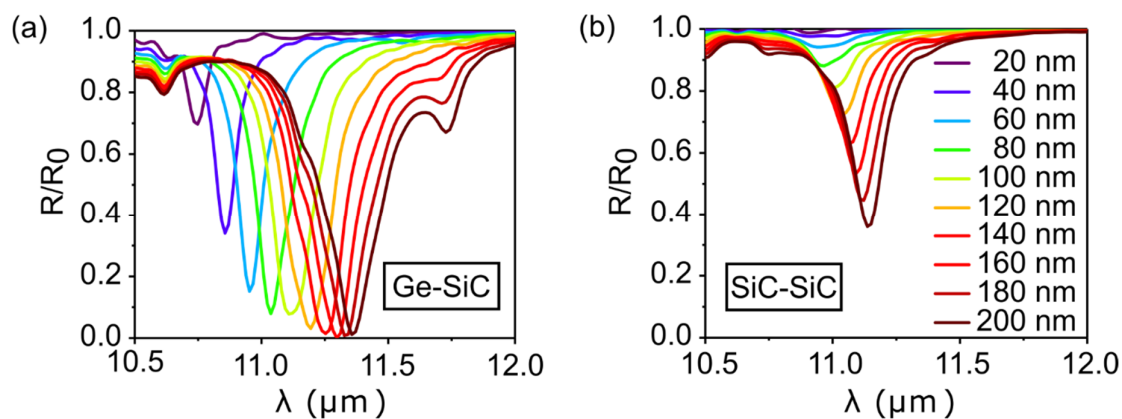 (a)
1.0
0.8
0.6
0.4
0.2
0.0
R/R0
Ge-SiC
10.5 11.0 11.5 12.0
λ (μm)
(b)
1.0
0.8
0.6
0.4
0.2
0.0
R/R0
20 nm
40 nm
60 nm
80 nm
100 nm
120 nm
140 nm
160 nm
180 nm
200 nm
SiC-SiC
10.5 11.0 11.5 12.0
λ (μm)